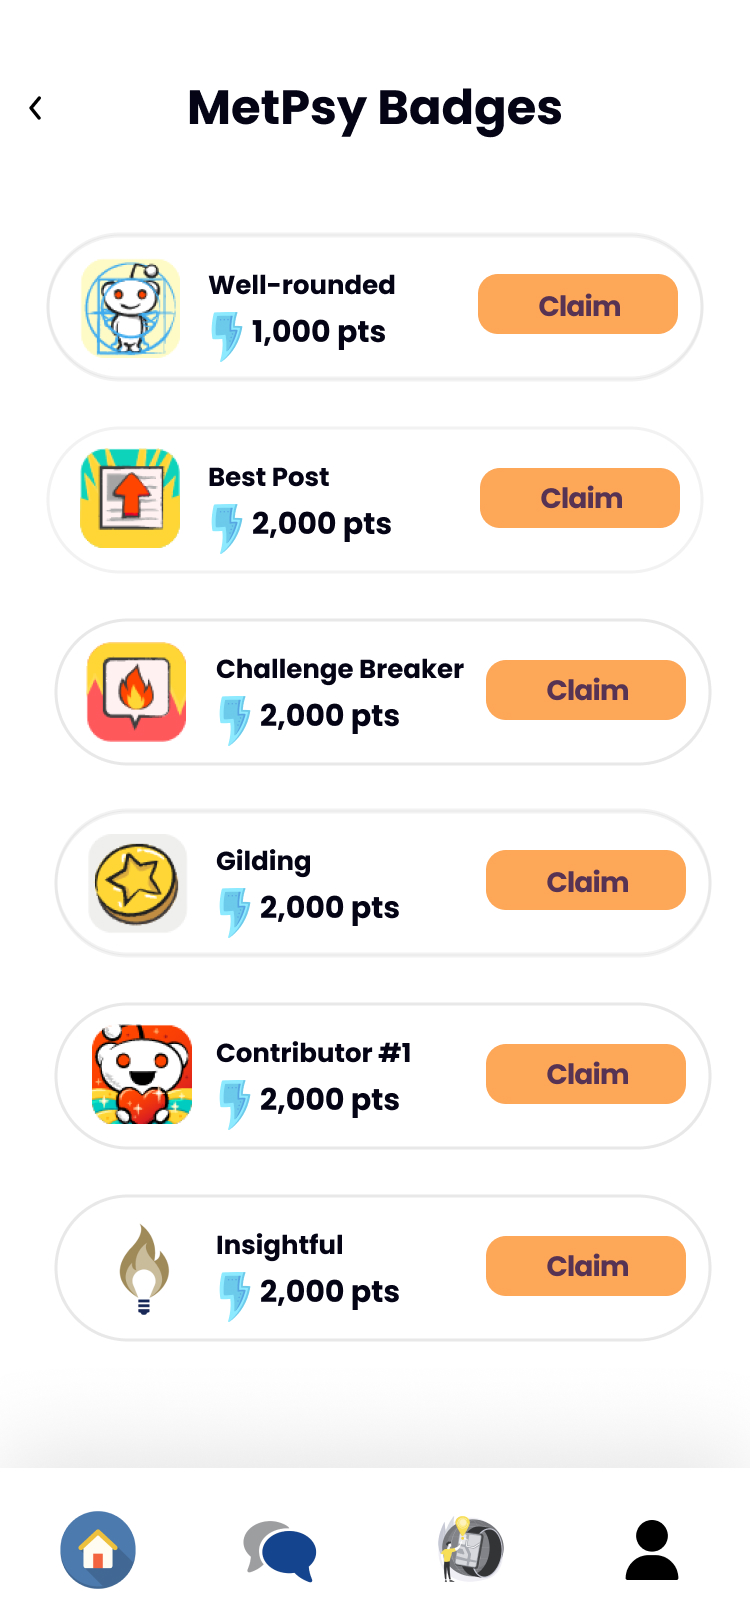 MetPsy Badges
Well-rounded
1,000 pts
Claim
Best Post
2,000 pts
Claim
Challenge Breaker
2,000 pts
Claim
Gilding
2,000 pts
Claim
Contributor #1
2,000 pts
Claim
Insightful
2,000 pts
Claim